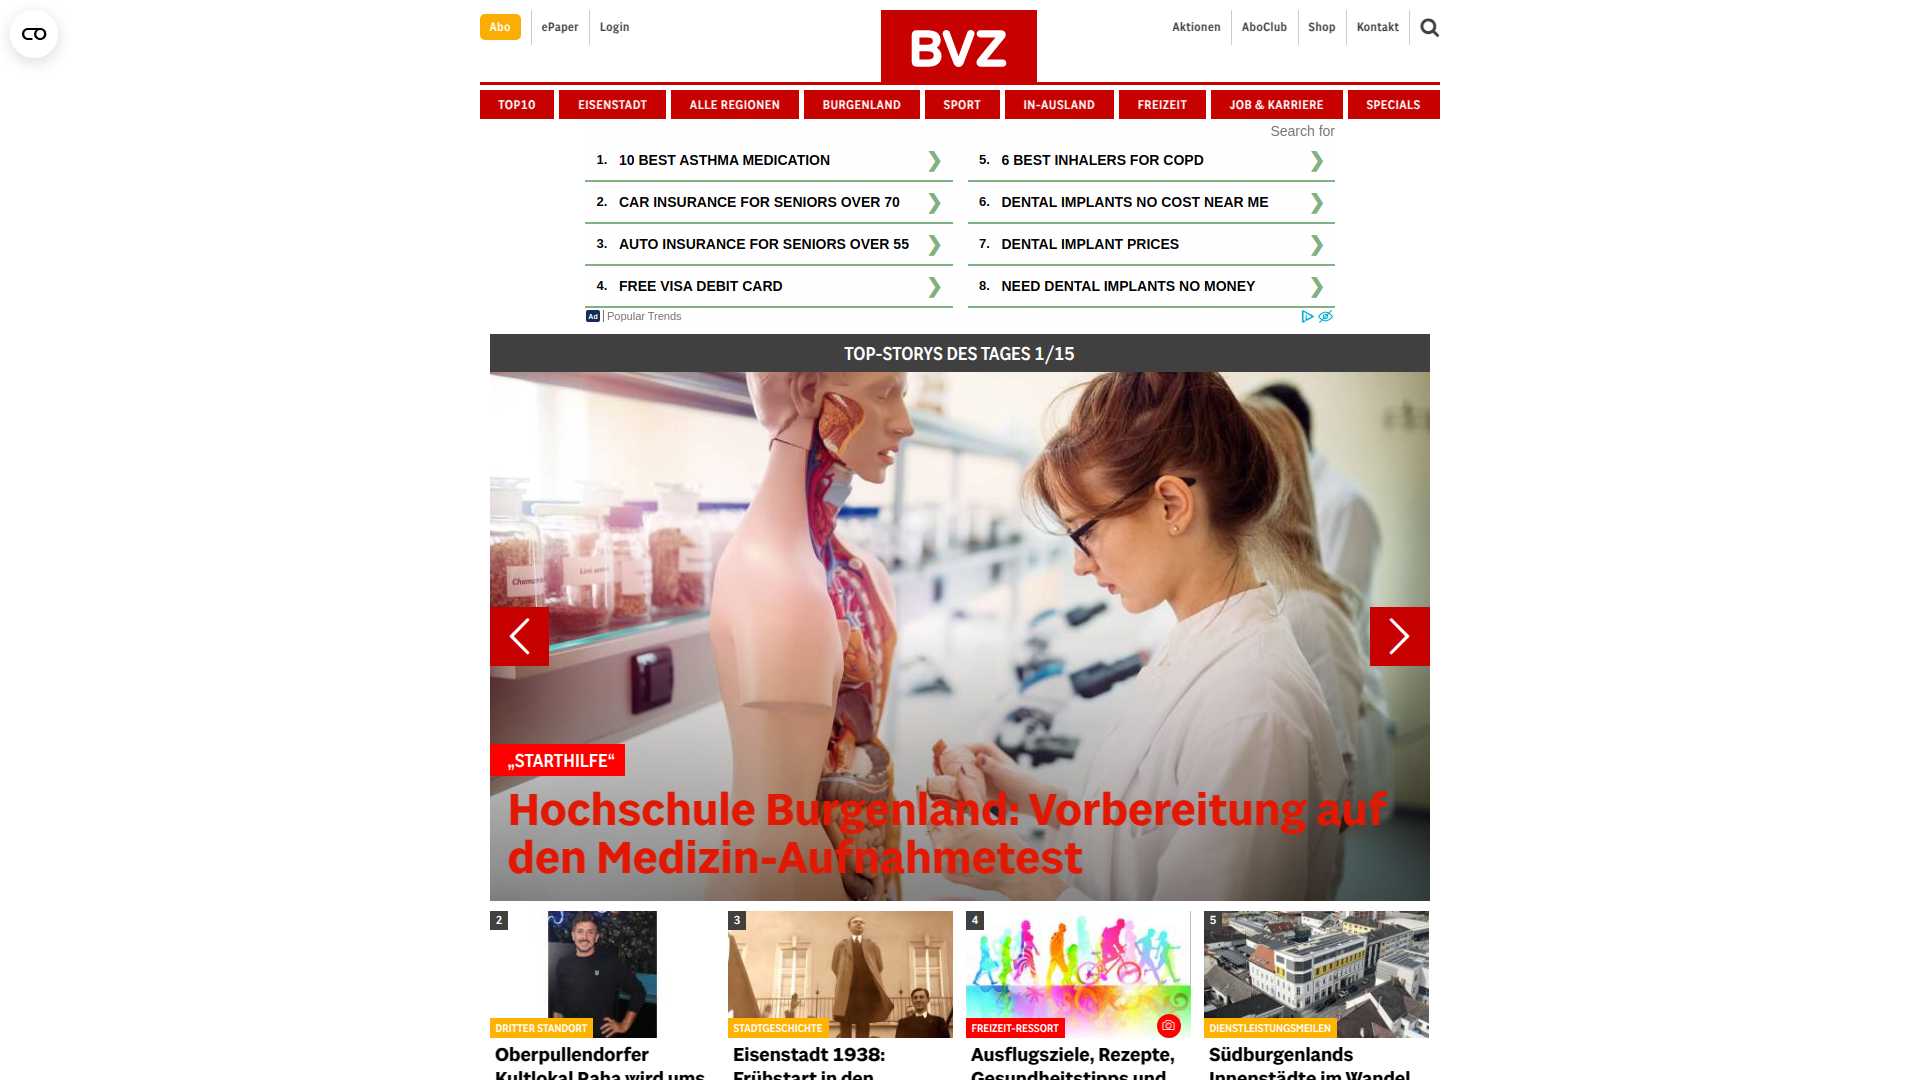 Abo
ePaper
Login
BVZ
Aktionen
AboClub
Shop
Kontakt
TOP10
EISENSTADT
ALLE REGIONEN
BURGENLAND
SPORT
IN-AUSLAND
FREIZEIT
JOB & KARRIERE
SPECIALS
Search for
1. 10 BEST ASTHMA MEDICATION
2. CAR INSURANCE FOR SENIORS OVER 70
3. AUTO INSURANCE FOR SENIORS OVER 55
4. FREE VISA DEBIT CARD
5. 6 BEST INHALERS FOR COPD
6. DENTAL IMPLANTS NO COST NEAR ME
7. DENTAL IMPLANT PRICES
8. NEED DENTAL IMPLANTS NO MONEY
Ad Popular Trends
TOP-STORYS DES TAGES 1/15
„STARTHILFE“
Hochschule Burgenland: Vorbereitung auf
den Medizin-Aufnahmetest
2
DRITTER STANDORT
Oberpullendorfer
Kultlokal Paha wird ums
3
STADTGESCHICHTE
Eisenstadt 1938:
Frühstart in den
4
FREIZEIT-RESSORT
Ausflugsziele, Rezepte,
Gesundheitstipps und
5
DIENSTLEISTUNGSMEILEN
Südburgenlands
Innenstädte im Wandel